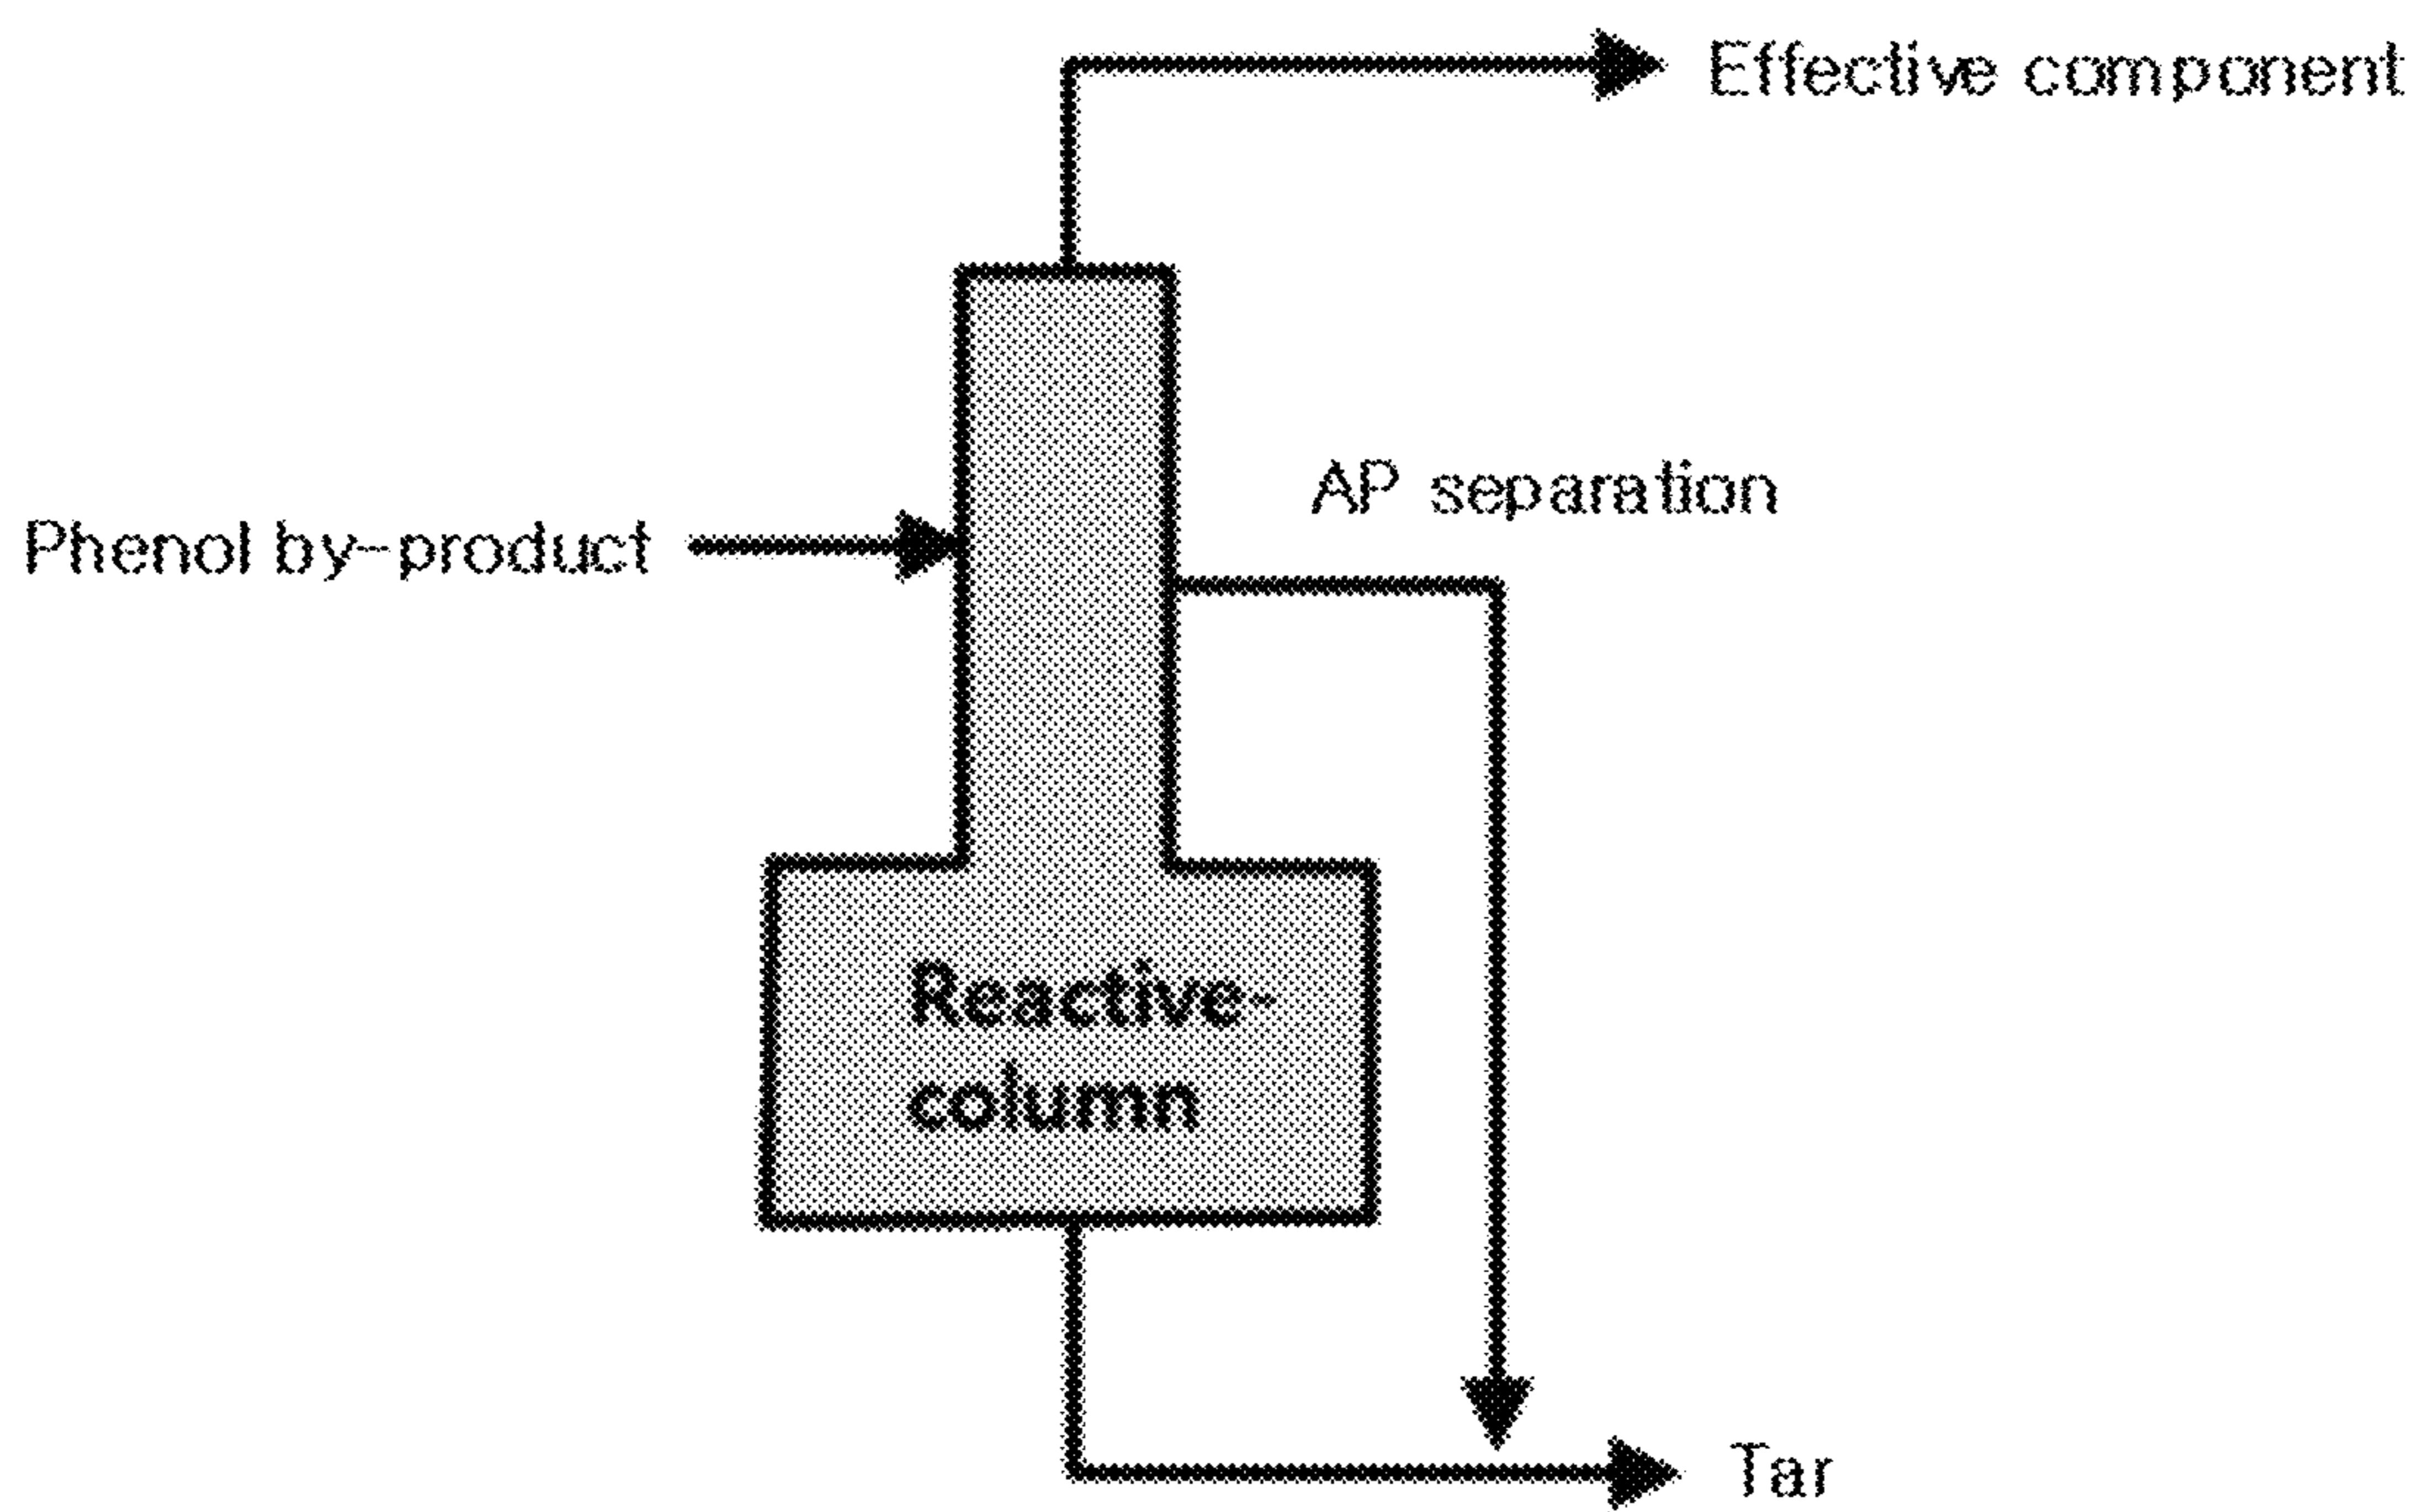 Effective component
AP separation
Phenol by-product
Reactive-
column
Tar